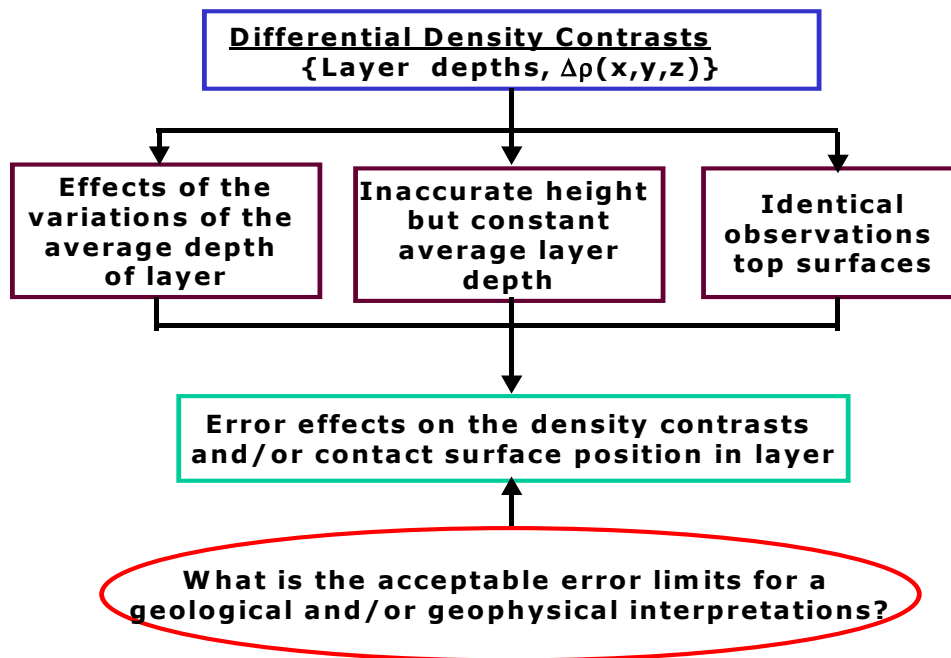 Differential Density Contrasts
{Layer depths, Δρ(x,y,z)}
Effects of the
variations of the
average depth
of layer
Inaccurate height
but constant
average layer
depth
Identical
observations
top surfaces
Error effects on the density contrasts
and/or contact surface position in layer
What is the acceptable error limits for a
geological and/or geophysical interpretations?